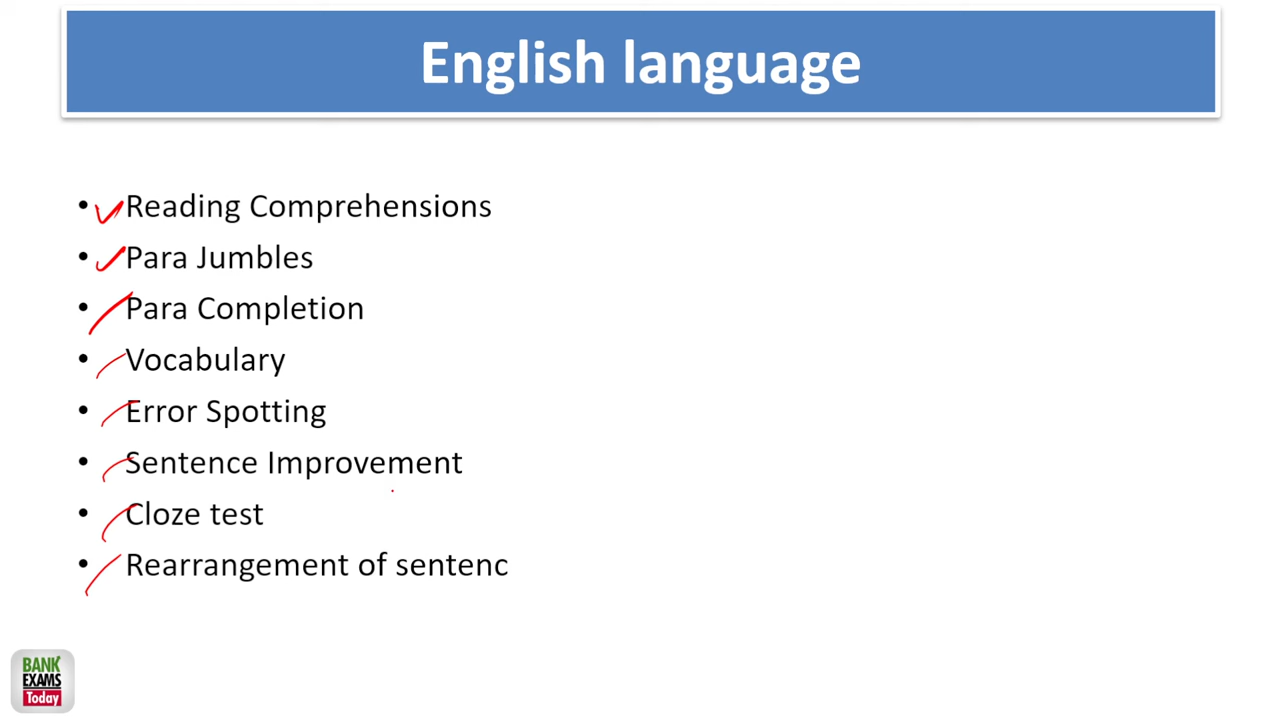 English language
• Reading Comprehensions
• Para Jumbles
• Para Completion
• Vocabulary
• Error Spotting
• Sentence Improvement
• Cloze test
• Rearrangement of sentenc
BANK
EXAMS
Today